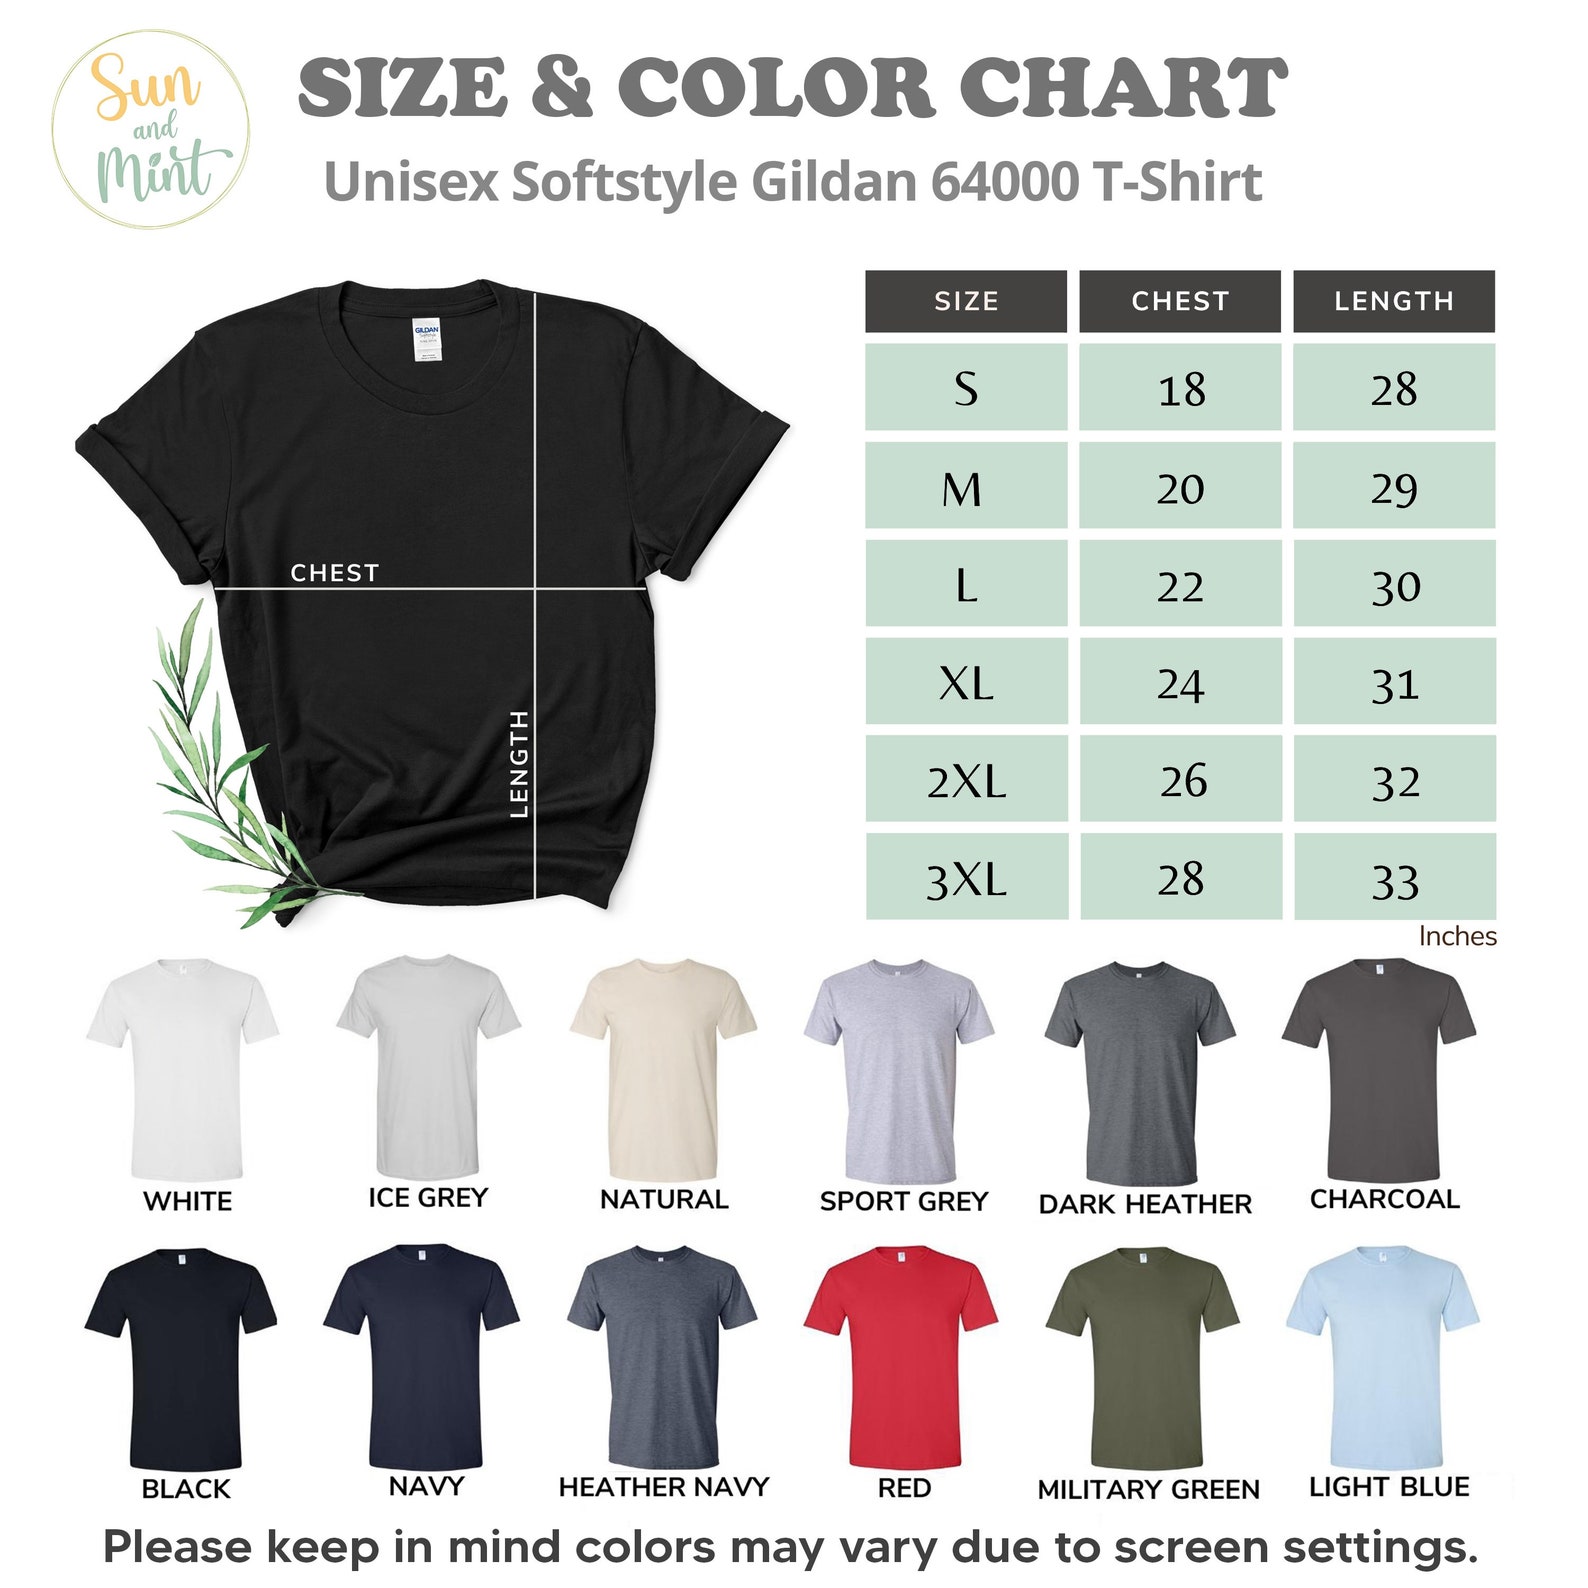 Sun
and
Mint
SIZE & COLOR CHART
Unisex Softstyle Gildan 64000 T-Shirt
GILDAN
CHEST
LENGTH
SIZE CHEST LENGTH
S 18 28
M 20 29
L 22 30
XL 24 31
2XL 26 32
3XL 28 33
Inches
WHITE ICE GREY NATURAL SPORT GREY DARK HEATHER CHARCOAL
BLACK NAVY HEATHER NAVY RED MILITARY GREEN LIGHT BLUE
Please keep in mind colors may vary due to screen settings.